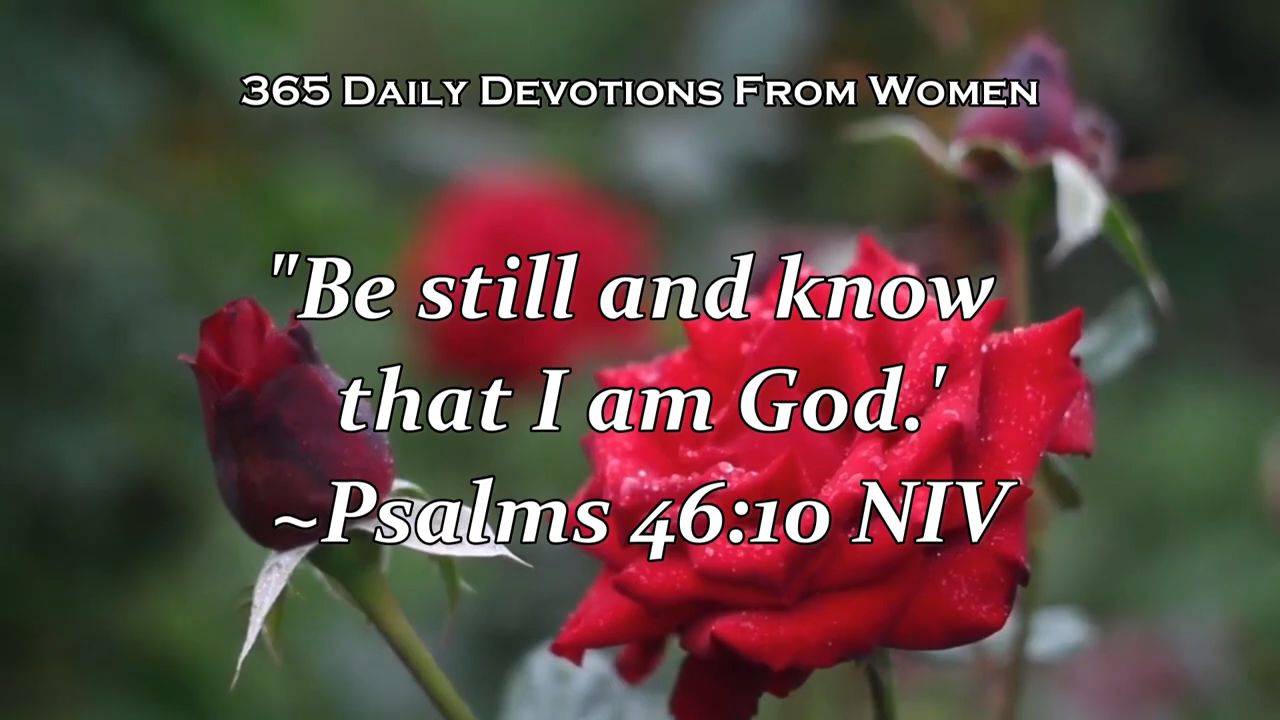 365 Daily Devotions From Women
"Be still and know
that I am God.'
~Psalms 46:10 NIV